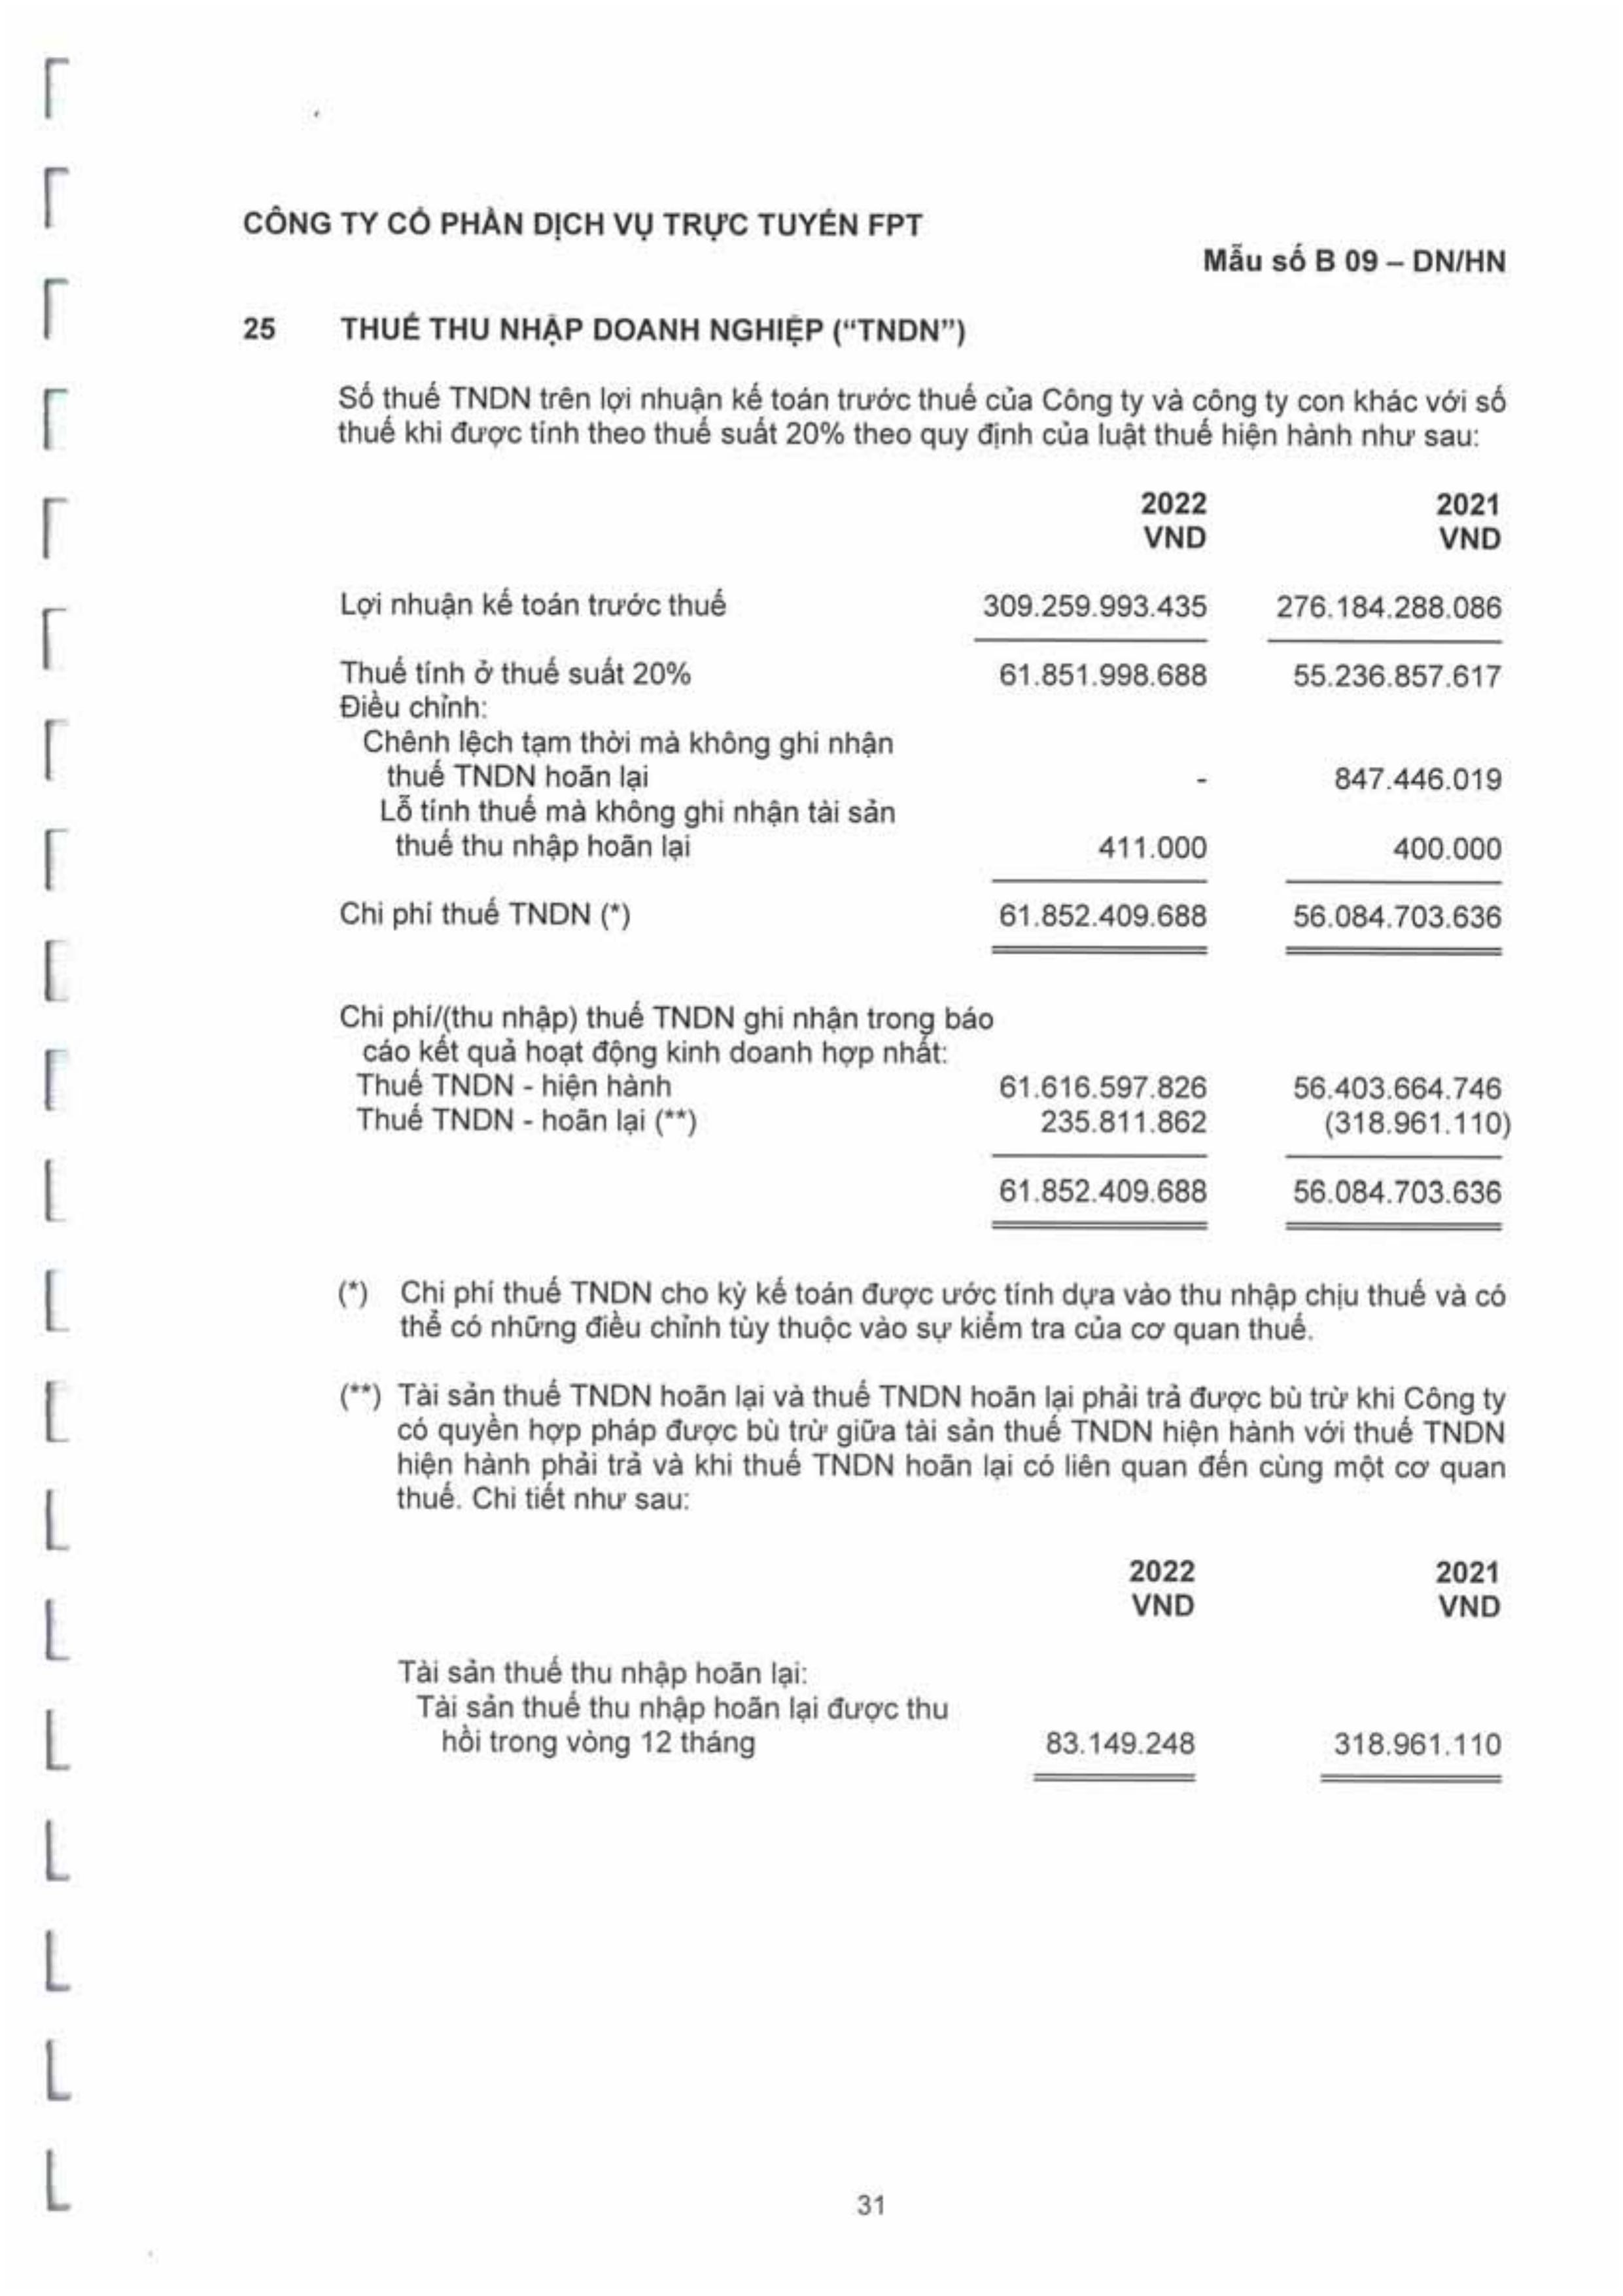 CÔNG TY CỔ PHẦN DỊCH VỤ TRỰC TUYẾN FPT
Mẫu số B 09 – DN/HN
25 THUẾ THU NHẬP DOANH NGHIỆP (“TNDN”)
Số thuế TNDN trên lợi nhuận kế toán trước thuế của Công ty và công ty con khác với số
thuế khi được tính theo thuế suất 20% theo quy định của luật thuế hiện hành như sau:
2022 2021
VND VND
Lợi nhuận kế toán trước thuế 309.259.993.435 276.184.288.086
Thuế tính ở thuế suất 20% 61.851.998.688 55.236.857.617
Điều chỉnh:
Chênh lệch tạm thời mà không ghi nhận
thuế TNDN hoãn lại - 847.446.019
Lỗ tính thuế mà không ghi nhận tài sản
thuế thu nhập hoãn lại 411.000 400.000
Chi phí thuế TNDN (*) 61.852.409.688 56.084.703.636
Chi phí/(thu nhập) thuế TNDN ghi nhận trong báo
cáo kết quả hoạt động kinh doanh hợp nhất:
Thuế TNDN - hiện hành 61.616.597.826 56.403.664.746
Thuế TNDN - hoãn lại (**) 235.811.862 (318.961.110)
61.852.409.688 56.084.703.636
(*) Chi phí thuế TNDN cho kỳ kế toán được ước tính dựa vào thu nhập chịu thuế và có
thể có những điều chỉnh tùy thuộc vào sự kiểm tra của cơ quan thuế.
(**) Tài sản thuế TNDN hoãn lại và thuế TNDN hoãn lại phải trả được bù trừ khi Công ty
có quyền hợp pháp được bù trừ giữa tài sản thuế TNDN hiện hành với thuế TNDN
hiện hành phải trả và khi thuế TNDN hoãn lại có liên quan đến cùng một cơ quan
thuế. Chi tiết như sau:
2022 2021
VND VND
Tài sản thuế thu nhập hoãn lại:
Tài sản thuế thu nhập hoãn lại được thu
hồi trong vòng 12 tháng 83.149.248 318.961.110
31